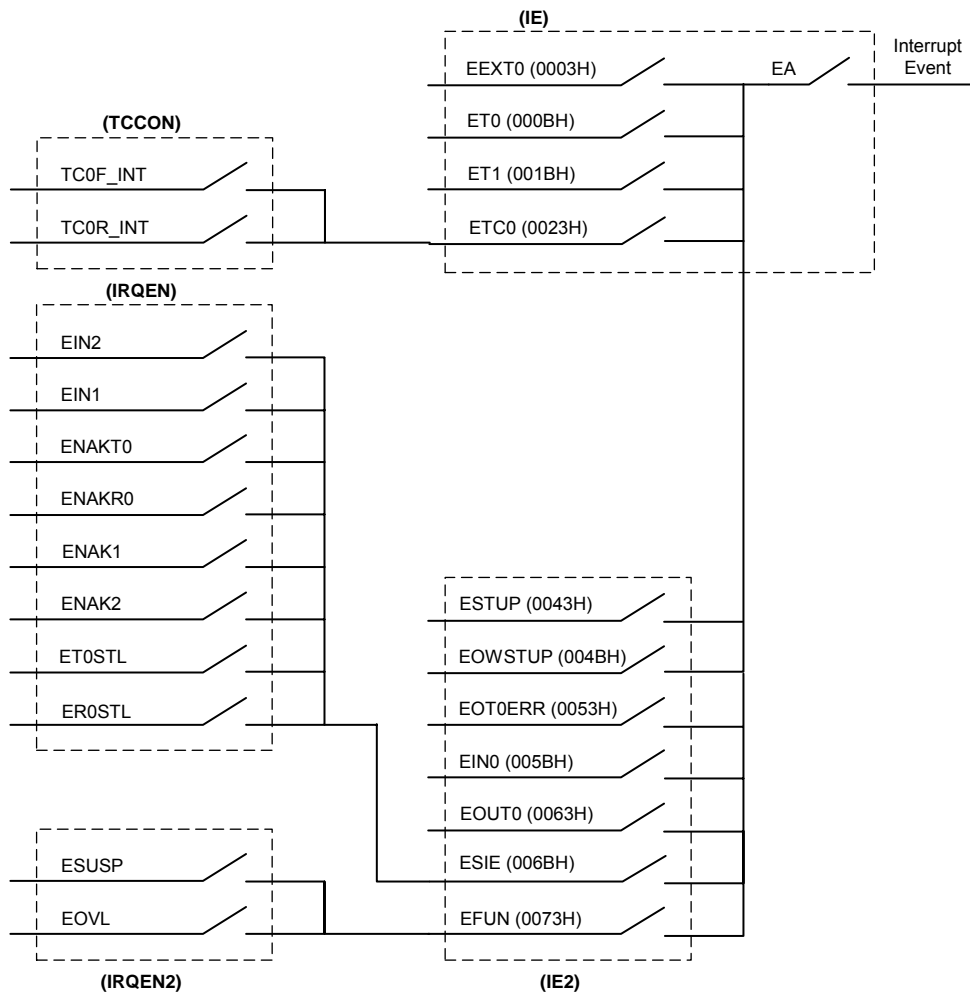 (IE)
EEXT0 (0003H)
EA
Interrupt
Event
ET0 (000BH)
ET1 (001BH)
ETC0 (0023H)
(TCCON)
TC0F_INT
TC0R_INT
(IRQEN)
EIN2
EIN1
ENAKT0
ENAKR0
ENAK1
ENAK2
ET0STL
ER0STL
ESTUP (0043H)
EOWSTUP (004BH)
EOT0ERR (0053H)
EIN0 (005BH)
EOUT0 (0063H)
ESIE (006BH)
EFUN (0073H)
(IE2)
ESUSP
EOVL
(IRQEN2)